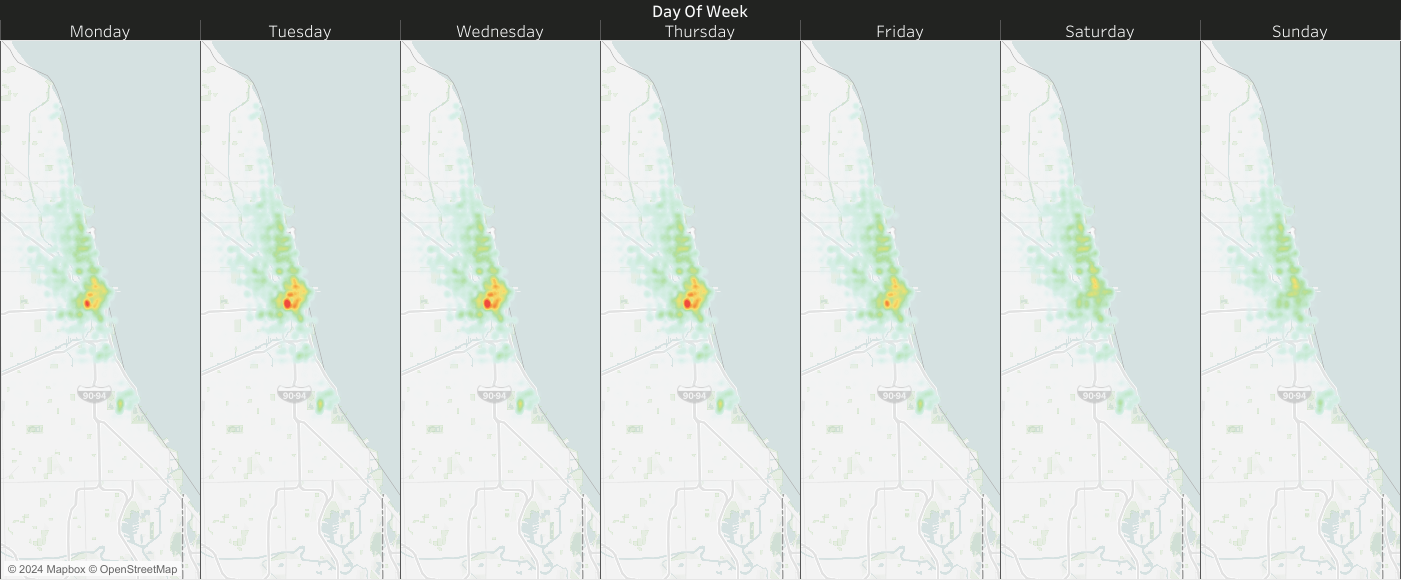 Day Of Week
Monday Tuesday Wednesday Thursday Friday Saturday Sunday
90-94 90-94 90-94 90-94 90-94 90-94 90-94
© 2024 Mapbox © OpenStreetMap